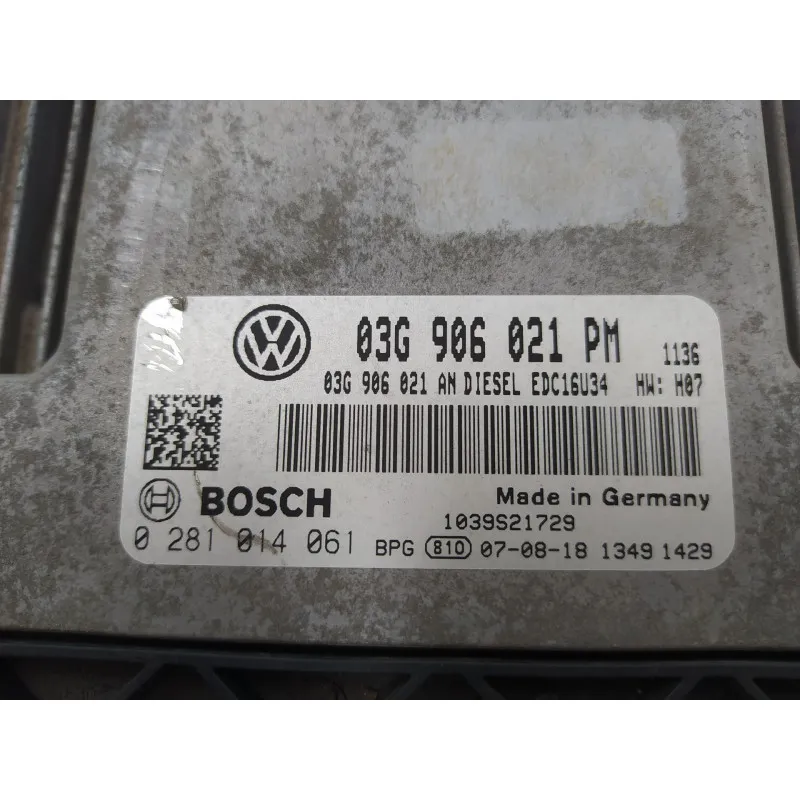 03G 906 021 PM 1136
03G 906 021 AN DIESEL EDC16U34 HW: H07
BOSCH Made in Germany
1039S21729
0 281 014 061 BPG 810 07-08-18 1349 1429